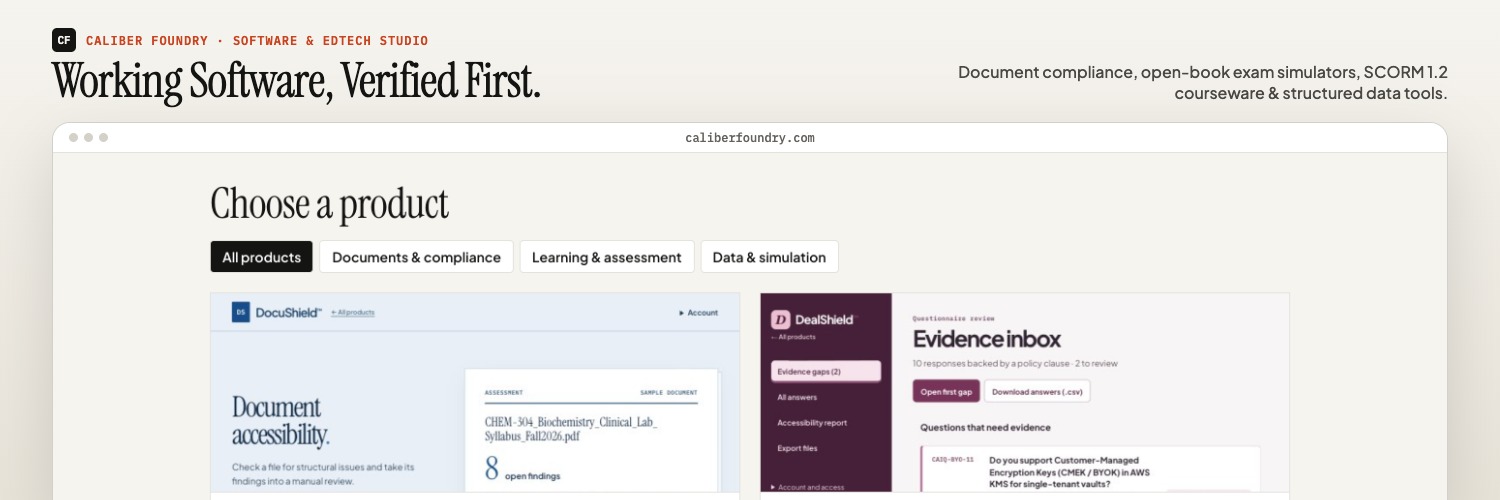 CF CALIBER FOUNDRY · SOFTWARE & EDTECH STUDIO
Working Software, Verified First.
Document compliance, open-book exam simulators, SCORM 1.2
courseware & structured data tools.
caliberfoundry.com
Choose a product
All products
Documents & compliance
Learning & assessment
Data & simulation
DS DocuShield™ ← All products
▸ Account
Document
accessibility.
Check a file for structural issues and take its
findings into a manual review.
ASSESSMENT
SAMPLE DOCUMENT
CHEM-304_Biochemistry_Clinical_Lab_
Syllabus_Fall2026.pdf
8 open findings
D DealShield™
← All products
Evidence gaps (2)
All answers
Accessibility report
Export files
▸ Account and access
Questionnaire review
Evidence inbox
10 responses backed by a policy clause · 2 to review
Open first gap
Download answers (.csv)
Questions that need evidence
CAIQ-BYO-11
Do you support Customer-Managed
Encryption Keys (CMEK / BYOK) in AWS
KMS for single-tenant vaults?